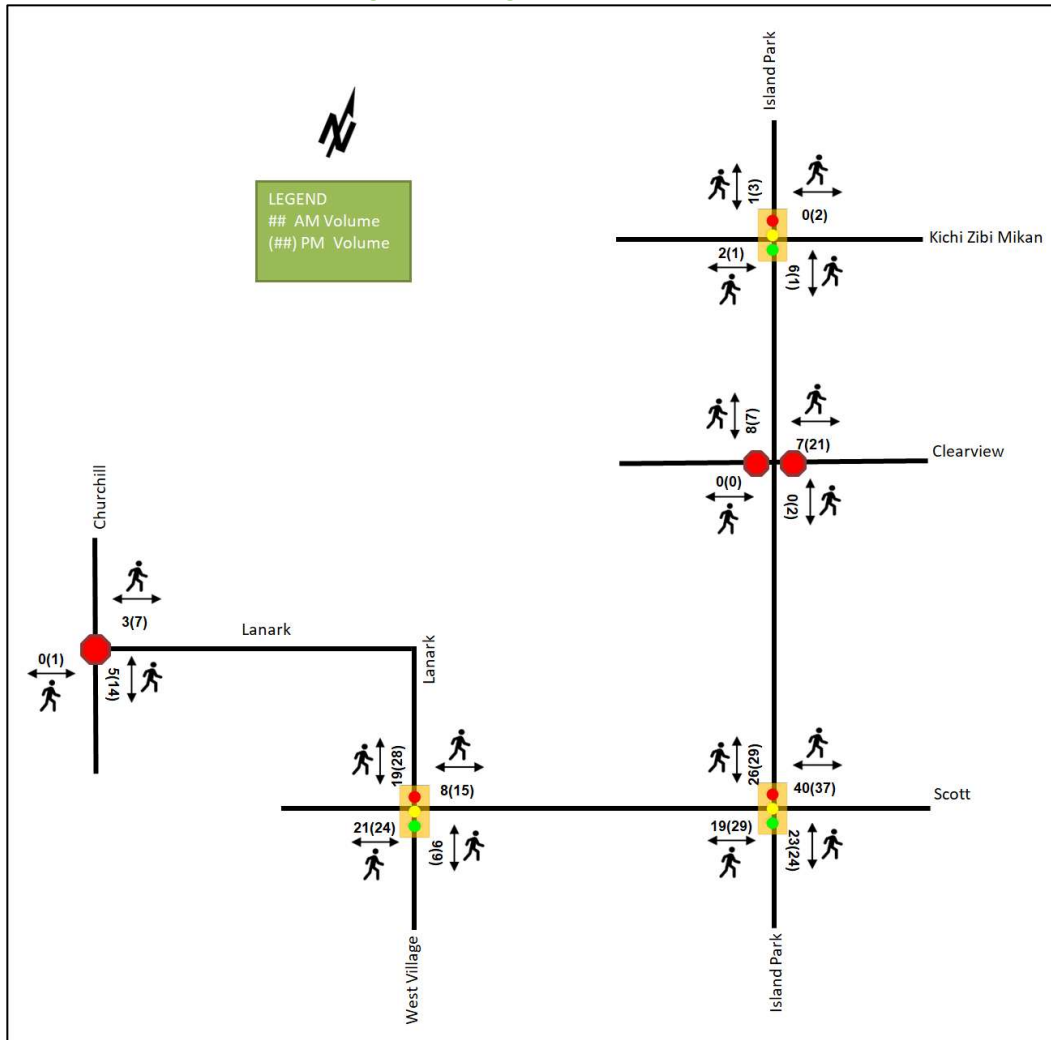 Island Park
1(3)
0(2)
LEGEND
## AM Volume
(##) PM Volume
Kichi Zibi Mikan
2(1)
6(1)
8(7)
7(21)
Clearview
0(0)
0(2)
Churchill
3(7)
Lanark
Lanark
0(1)
5(14)
19(28)
8(15)
26(29)
40(37)
Scott
21(24)
19(29)
23(24)
West Village
Island Park